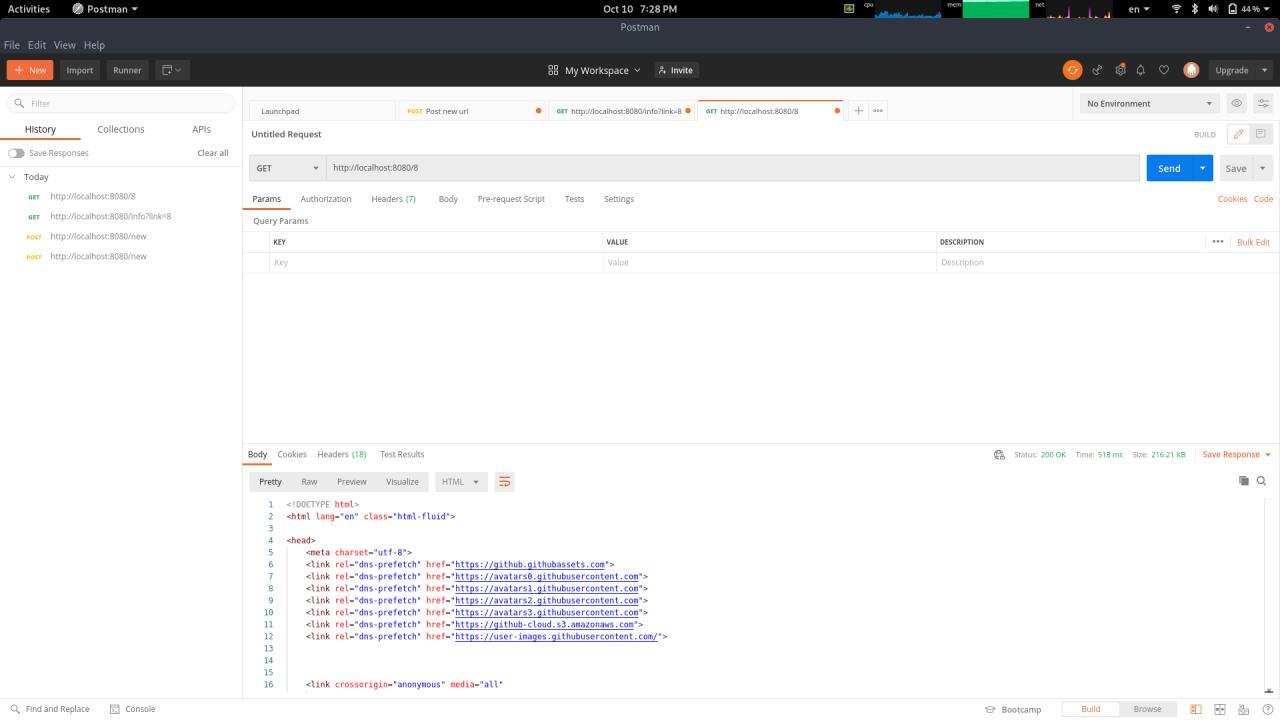 Activities Postman Oct 10 7:28 PM cpu mem net en 44 %
Postman
File Edit View Help
New Import Runner My Workspace Invite Upgrade
Filter
History Collections APIs
Save Responses Clear all
Today
GET http://localhost:8080/8
GET http://localhost:8080/info?link=8
POST http://localhost:8080/new
POST http://localhost:8080/new
Launchpad POST Post new url GET http://localhost:8080/info?link=8 GET http://localhost:8080/8 No Environment
Untitled Request BUILD
GET http://localhost:8080/8 Send Save
Params Authorization Headers (7) Body Pre-request Script Tests Settings Cookies Code
Query Params
KEY VALUE DESCRIPTION Bulk Edit
Key Value Description
Body Cookies Headers (18) Test Results Status: 200 OK Time: 518 ms Size: 216.21 KB Save Response
Pretty Raw Preview Visualize HTML
1 <!DOCTYPE html>
2 <html lang="en" class="html-fluid">
3
4 <head>
5 <meta charset="utf-8">
6 <link rel="dns-prefetch" href="https://github.githubassets.com">
7 <link rel="dns-prefetch" href="https://avatars0.githubusercontent.com">
8 <link rel="dns-prefetch" href="https://avatars1.githubusercontent.com">
9 <link rel="dns-prefetch" href="https://avatars2.githubusercontent.com">
10 <link rel="dns-prefetch" href="https://avatars3.githubusercontent.com">
11 <link rel="dns-prefetch" href="https://github-cloud.s3.amazonaws.com">
12 <link rel="dns-prefetch" href="https://user-images.githubusercontent.com/">
13
14
15
16 <link crossorigin="anonymous" media="all"
Find and Replace Console Bootcamp Build Browse